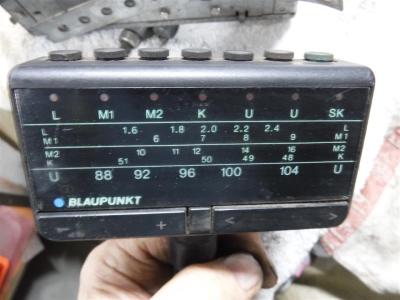 L M1 M2 K U U SK
L 1.6 1.8 2.0 2.2 2.4 L
M1 6 7 8 9 M1
M2 10 11 12 14 16 M2
K 51 50 49 48 K
U 88 92 96 100 104 U
BLAUPUNKT
− + < >